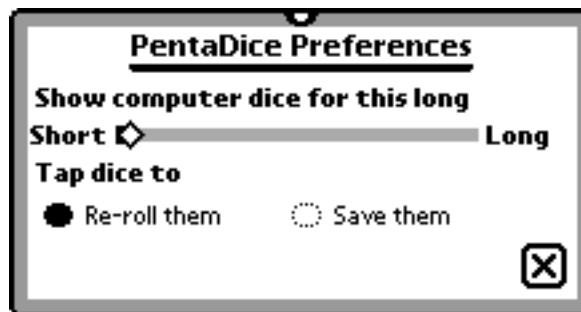 PentaDice Preferences
Show computer dice for this long
Short Long
Tap dice to
Re-roll them Save them